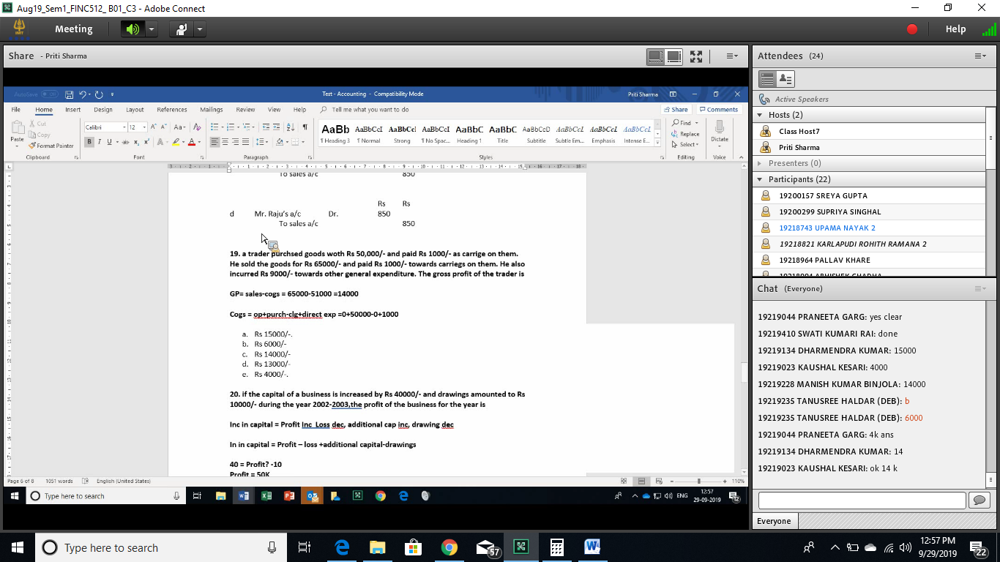 Aug19_Sem1_FINC512_ B01_C3 - Adobe Connect
Meeting
Help
Share - Priti Sharma
AutoSave Off
Test - Accounting - Compatibility Mode
Priti Sharma
File Home Insert Design Layout References Mailings Review View Help Tell me what you want to do
Share Comments
Paste
Cut
Copy
Format Painter
Clipboard
Calibri 12
Font
Paragraph
AaBb AaBbCcI AaBbCcI AaBbCcI AaBbCcI AaBbCcI AaBbCcD AaBbCcL AaBbCcL AaBbCcL
¶ Heading 3 ¶ Normal Strong ¶ No Spac... Heading 1 Title Subtitle Subtle Em... Emphasis Intense E...
Styles
Find
Replace
Select
Editing
Dictate
Voice
To sales a/c 850
Rs Rs
d Mr. Raju's a/c Dr. 850
To sales a/c 850
19. a trader purchsed goods woth Rs 50,000/- and paid Rs 1000/- as carrige on them.
He sold the goods for Rs 65000/- and paid Rs 1000/- towards carriegs on them. He also
incurred Rs 9000/- towards other general expenditure. The gross profit of the trader is
GP= sales-cogs = 65000-51000 =14000
Cogs = op+purch-clg+direct exp =0+50000-0+1000
a. Rs 15000/-.
b. Rs 6000/-
c. Rs 14000/-
d. Rs 13000/-
e. Rs 4000/-.
20. if the capital of a business is increased by Rs 40000/- and drawings amounted to Rs
10000/- during the year 2002-2003,the profit of the business for the year is
Inc in capital = Profit Inc Loss dec, additional cap inc, drawing dec
In in capital = Profit – loss +additional capital-drawings
40 = Profit? -10
Profit = 50K
Page 6 of 8 1051 words English (United States)
110%
Type here to search
ENG
12:57
29-09-2019
12
Attendees (24)
Active Speakers
Hosts (2)
Class Host7
Priti Sharma
Presenters (0)
Participants (22)
19200157 SREYA GUPTA
19200299 SUPRIYA SINGHAL
19218743 UPAMA NAYAK 2
19218821 KARLAPUDI ROHITH RAMANA 2
19218964 PALLAV KHARE
19218994 ABHISHEK CHADHA
Chat (Everyone)
19219044 PRANEETA GARG: yes clear
19219410 SWATI KUMARI RAI: done
19219134 DHARMENDRA KUMAR: 15000
19219023 KAUSHAL KESARI: 4000
19219228 MANISH KUMAR BINJOLA: 14000
19219235 TANUSREE HALDAR (DEB): b
19219235 TANUSREE HALDAR (DEB): 6000
19219044 PRANEETA GARG: 4k ans
19219134 DHARMENDRA KUMAR: 14
19219023 KAUSHAL KESARI: ok 14 k
Everyone
Type here to search
57
12:57 PM
9/29/2019
22